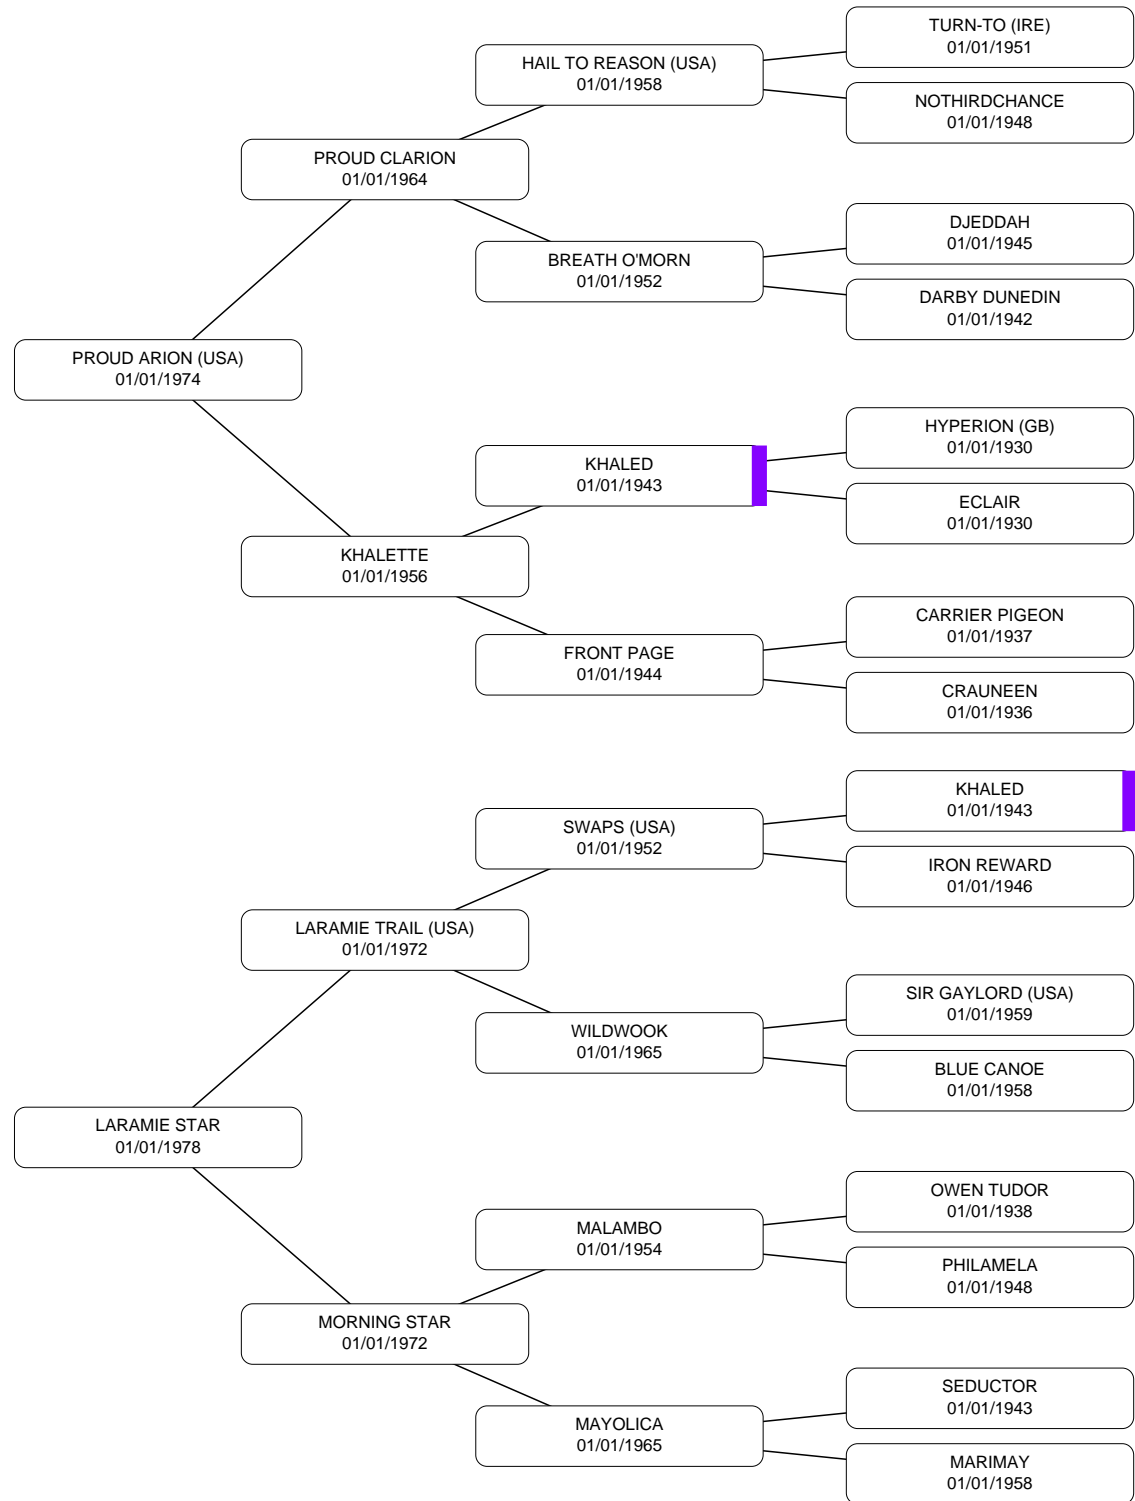 TURN-TO (IRE)
01/01/1951
HAIL TO REASON (USA)
01/01/1958
NOTHIRDCHANCE
01/01/1948
PROUD CLARION
01/01/1964
DJEDDAH
01/01/1945
BREATH O'MORN
01/01/1952
DARBY DUNEDIN
01/01/1942
PROUD ARION (USA)
01/01/1974
HYPERION (GB)
01/01/1930
KHALED
01/01/1943
ECLAIR
01/01/1930
KHALETTE
01/01/1956
CARRIER PIGEON
01/01/1937
FRONT PAGE
01/01/1944
CRAUNEEN
01/01/1936
KHALED
01/01/1943
SWAPS (USA)
01/01/1952
IRON REWARD
01/01/1946
LARAMIE TRAIL (USA)
01/01/1972
SIR GAYLORD (USA)
01/01/1959
WILDWOOK
01/01/1965
BLUE CANOE
01/01/1958
LARAMIE STAR
01/01/1978
OWEN TUDOR
01/01/1938
MALAMBO
01/01/1954
PHILAMELA
01/01/1948
MORNING STAR
01/01/1972
SEDUCTOR
01/01/1943
MAYOLICA
01/01/1965
MARIMAY
01/01/1958